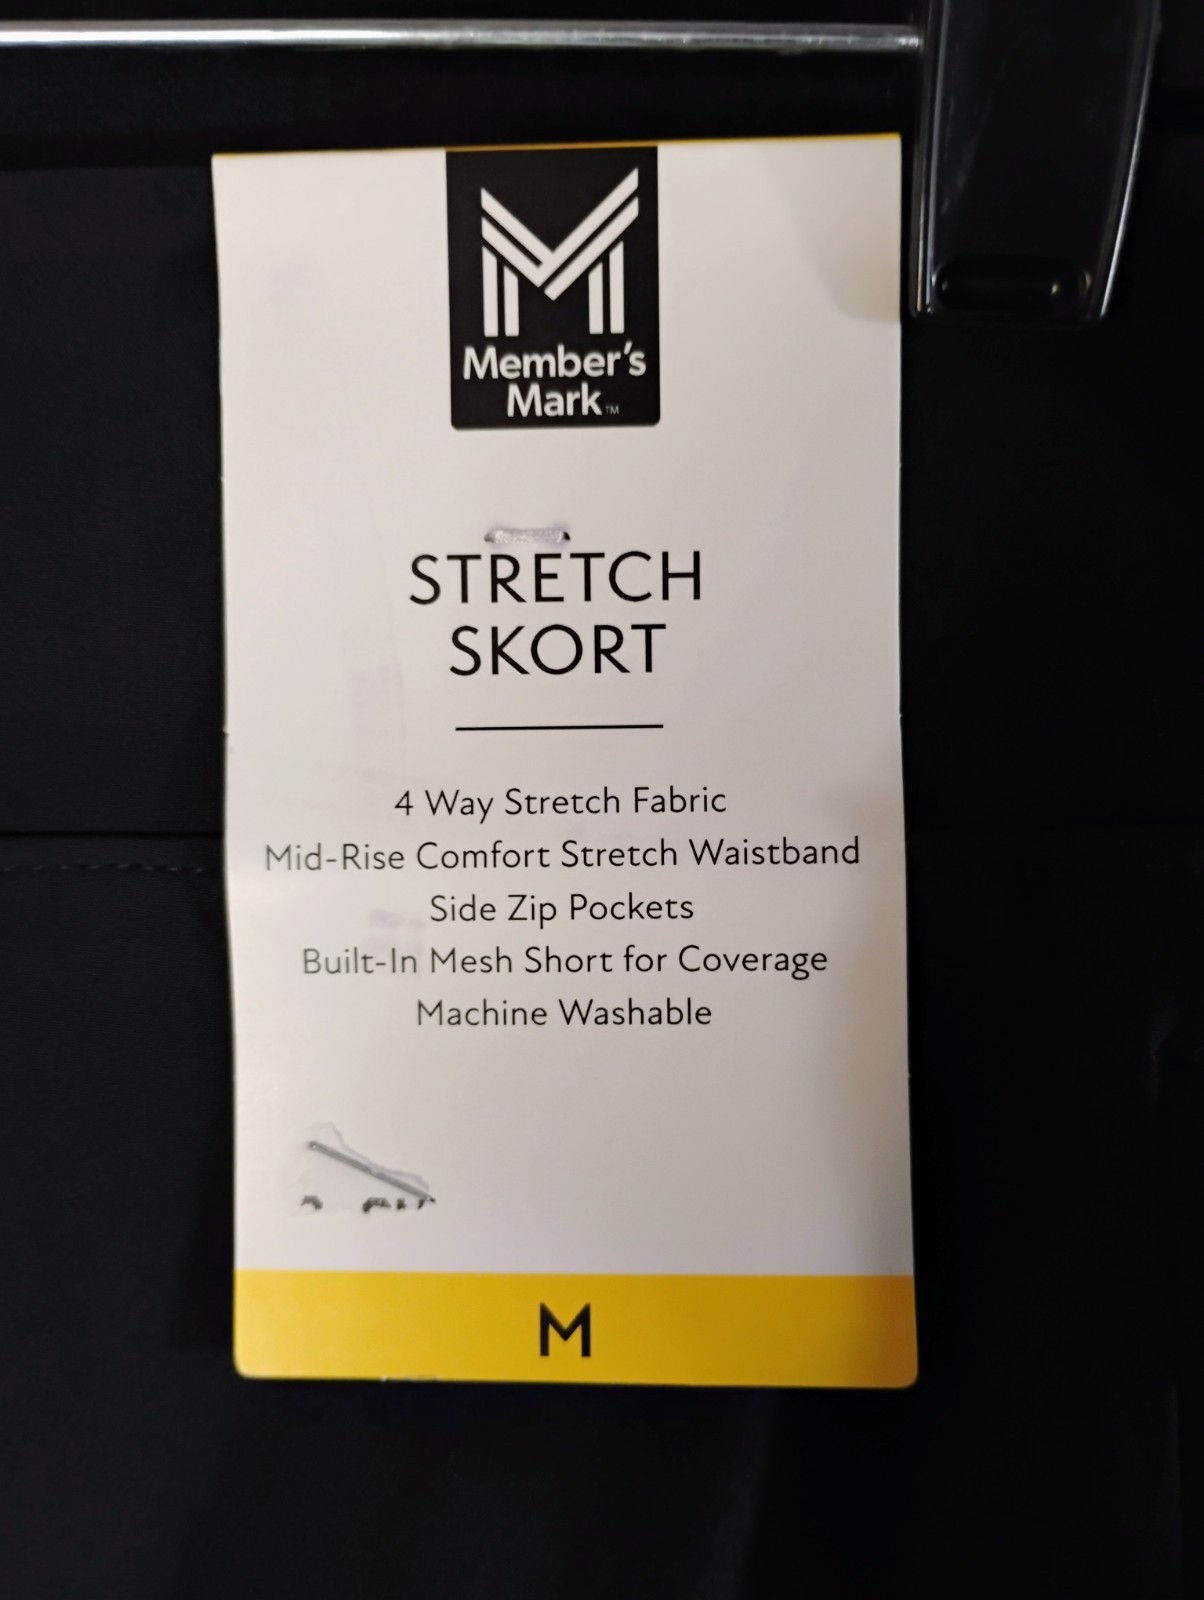 Member's
Mark™
STRETCH
SKORT
4 Way Stretch Fabric
Mid-Rise Comfort Stretch Waistband
Side Zip Pockets
Built-In Mesh Short for Coverage
Machine Washable
M